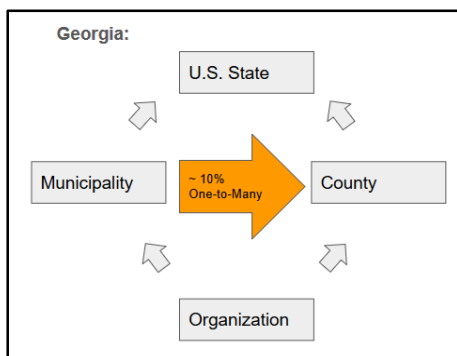 Georgia:
U.S. State
Municipality
~ 10%
One-to-Many
County
Organization